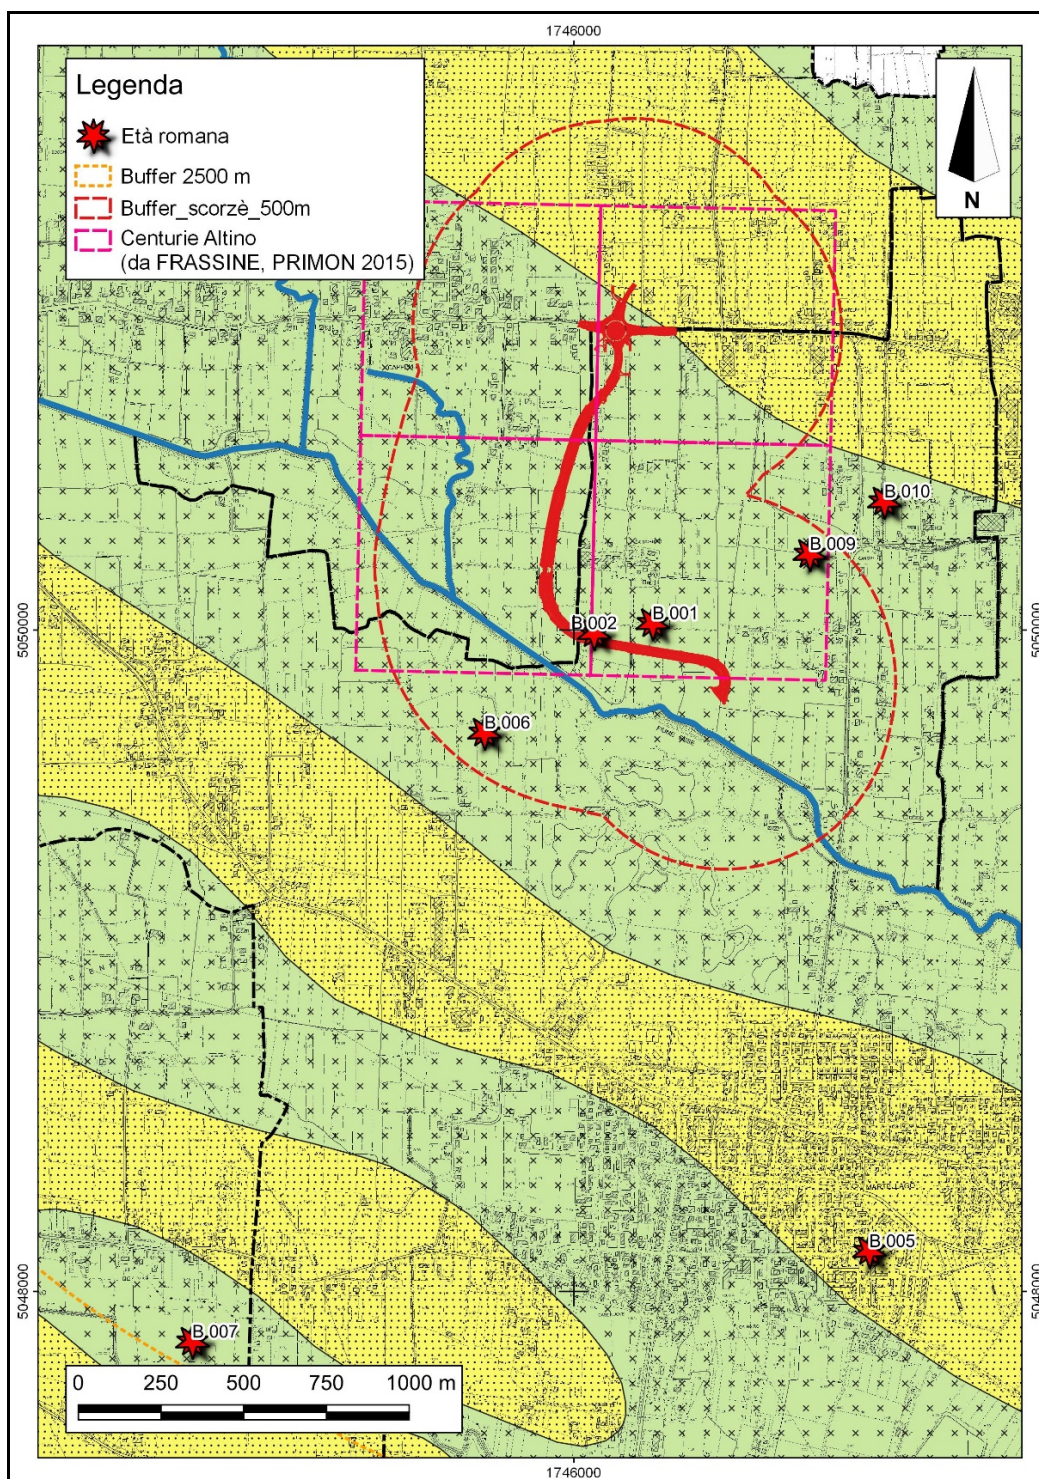 1746000
Legenda
Età romana
Buffer 2500 m
Buffer_scorzè_500m
Centurie Altino
(da FRASSINE, PRIMON 2015)
N
B.010
B.009
B.001
B.002
5050000
5050000
B.006
FIUME
B.005
5048000
5048000
B.007
0 250 500 750 1000 m
1746000